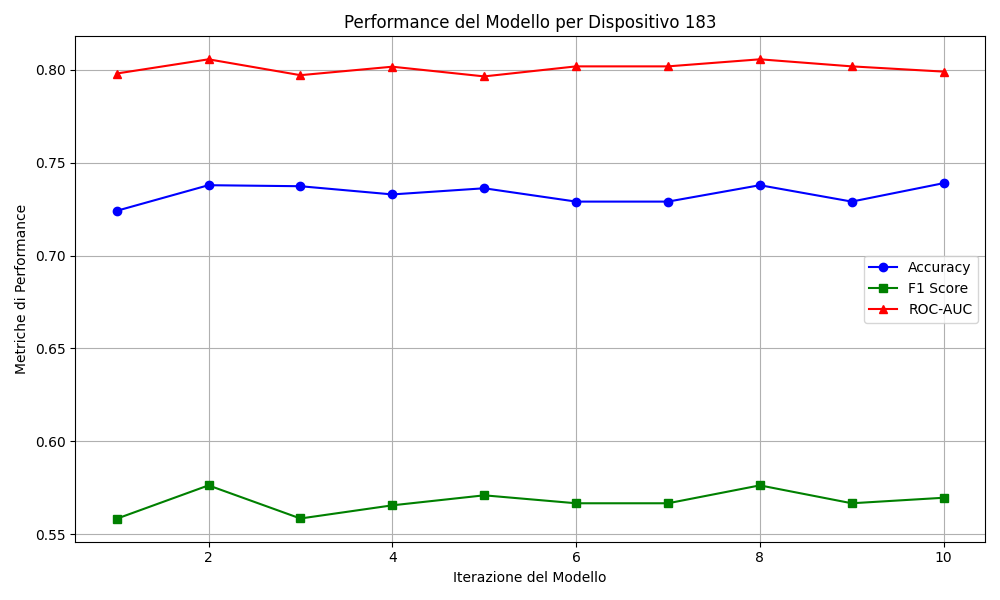 Performance del Modello per Dispositivo 183
Metriche di Performance
0.80
0.75
0.70
0.65
0.60
0.55
Accuracy
F1 Score
ROC-AUC
2
4
6
8
10
Iterazione del Modello